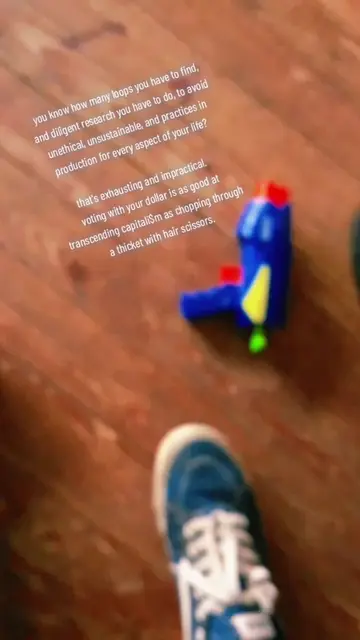 you know how many loops you have to find,
and diligent research you have to do, to avoid
unethical, unsustainable, and practices in
production for every aspect of your life?
that's exhausting and impractical.
voting with your dollar is as good at
transcending capitali$m as chopping through
a thicket with hair scissors.